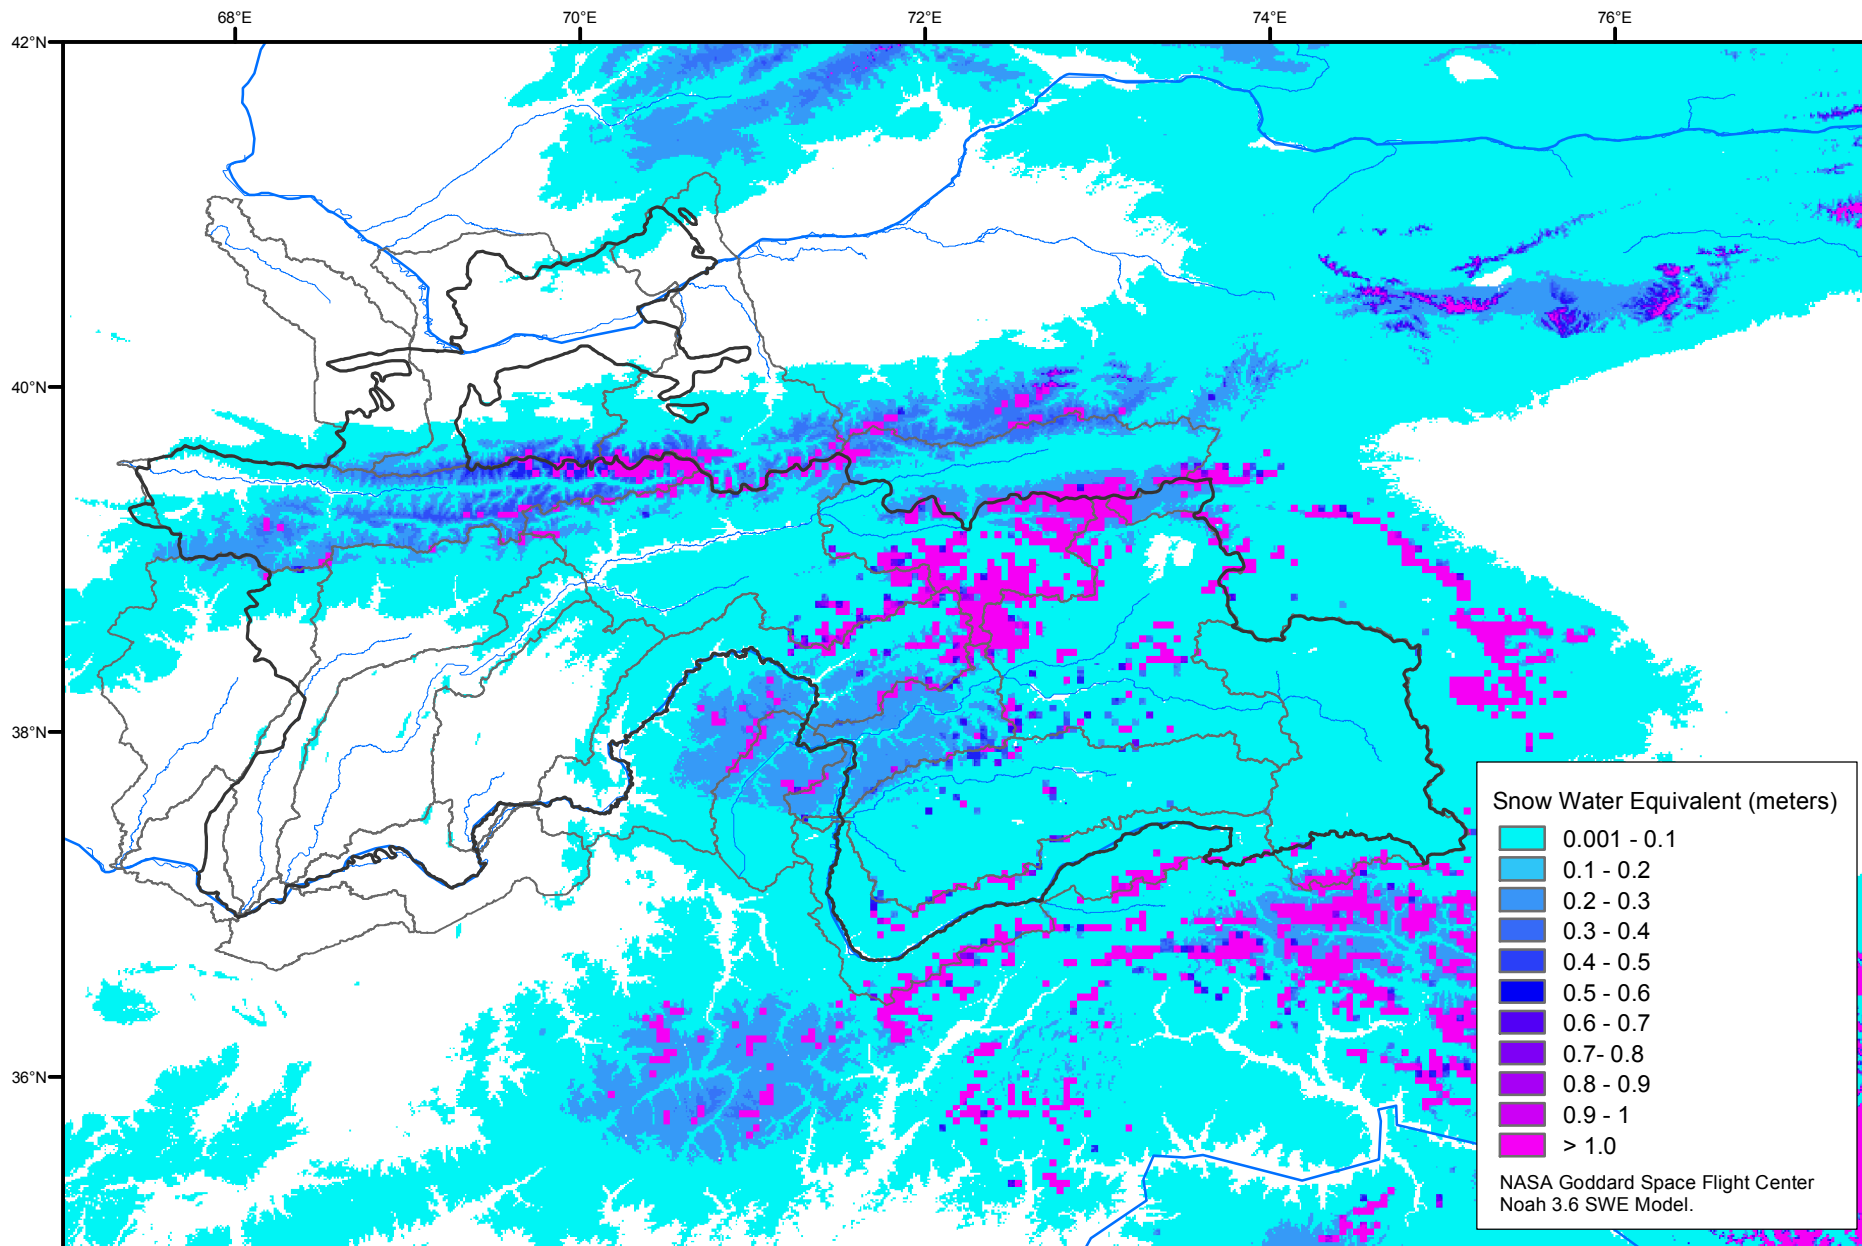 68°E
70°E
72°E
74°E
76°E
42°N
40°N
38°N
36°N
Snow Water Equivalent (meters)
0.001 - 0.1
0.1 - 0.2
0.2 - 0.3
0.3 - 0.4
0.4 - 0.5
0.5 - 0.6
0.6 - 0.7
0.7- 0.8
0.8 - 0.9
0.9 - 1
> 1.0
NASA Goddard Space Flight Center
Noah 3.6 SWE Model.